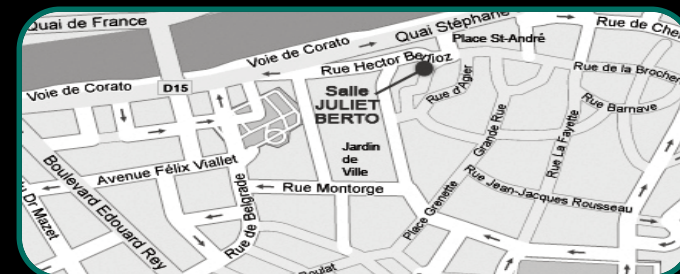 Quai de France
Quai Stéphane
Rue de Che
Voie de Corato
Place St-André
Rue Hector Berlioz
Rue de la Brocher
Voie de Corato
D15
Salle
JULIET
BERTO
Rue d'Agier
Rue Barnave
Grande Rue
Rue La Fayette
Jardin
de
Ville
Boulevard Edouard Rey
Avenue Félix Viallet
Rue Montorge
Rue Jean-Jacques Rousseau
u Dr Mazet
Rue de Belgrade
Place Grenette
oulat